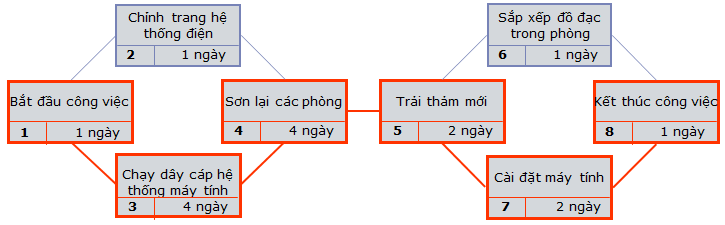 Chỉnh trang hệ
thống điện
2 1 ngày
Sắp xếp đồ đạc
trong phòng
6 1 ngày
Bắt đầu công việc
1 1 ngày
Sơn lại các phòng
4 4 ngày
Trải thảm mới
5 2 ngày
Kết thúc công việc
8 1 ngày
Chạy dây cáp hệ
thống máy tính
3 4 ngày
Cài đặt máy tính
7 2 ngày